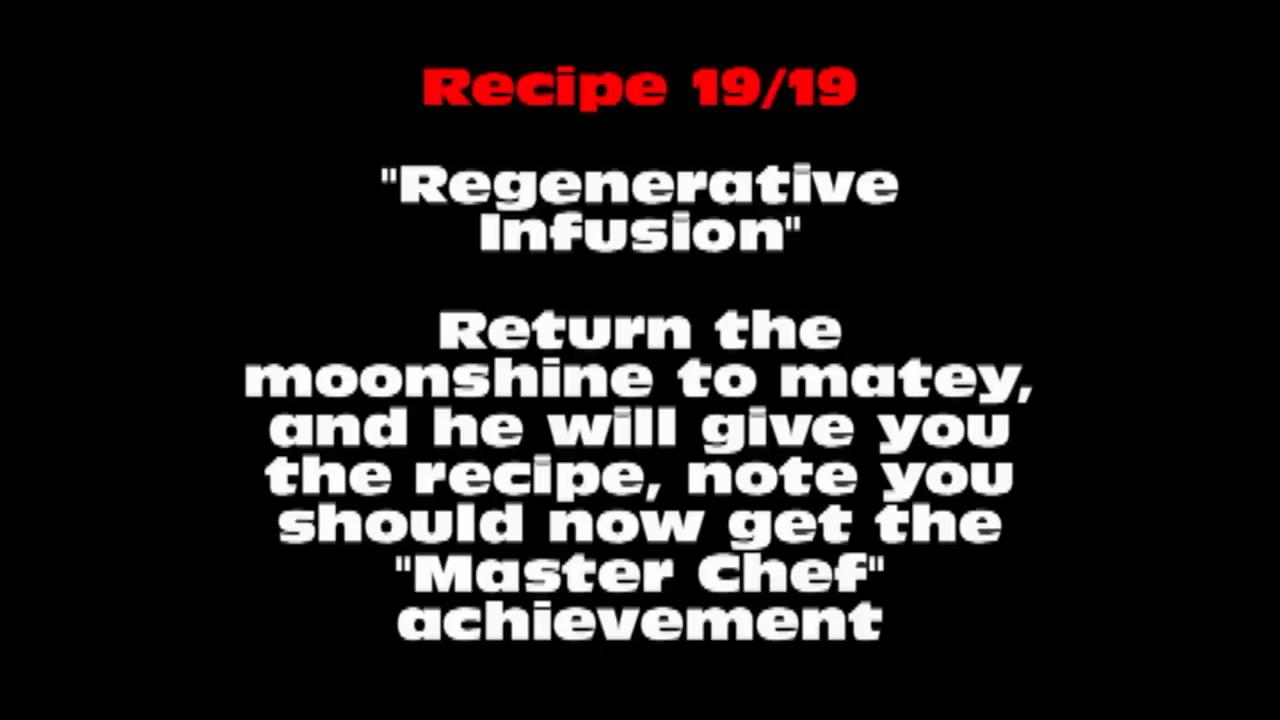 Recipe 19/19
"Regenerative
Infusion"
Return the
moonshine to matey,
and he will give you
the recipe, note you
should now get the
"Master Chef"
achievement